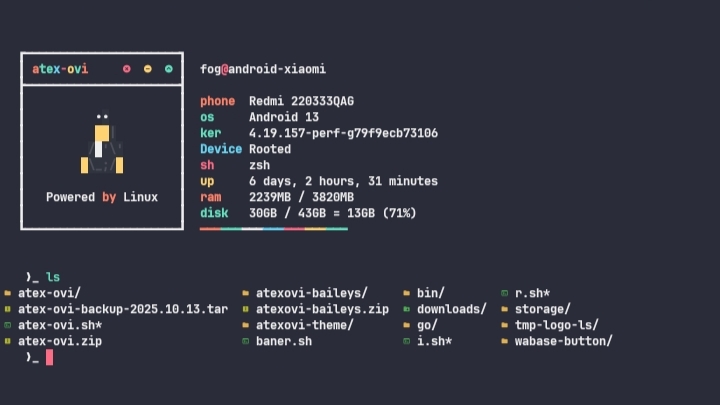 atex-ovi
fog@android-xiaomi
phone Redmi 220333QAG
os Android 13
ker 4.19.157-perf-g79f9ecb73106
Device Rooted
sh zsh
up 6 days, 2 hours, 31 minutes
ram 2239MB / 3820MB
disk 30GB / 43GB = 13GB (71%)
Powered by Linux
❯_ ls
atex-ovi/ atexovi-baileys/ bin/ r.sh*
atex-ovi-backup-2025.10.13.tar atexovi-baileys.zip downloads/ storage/
atex-ovi.sh* atexovi-theme/ go/ tmp-logo-ls/
atex-ovi.zip baner.sh i.sh* wabase-button/
❯_